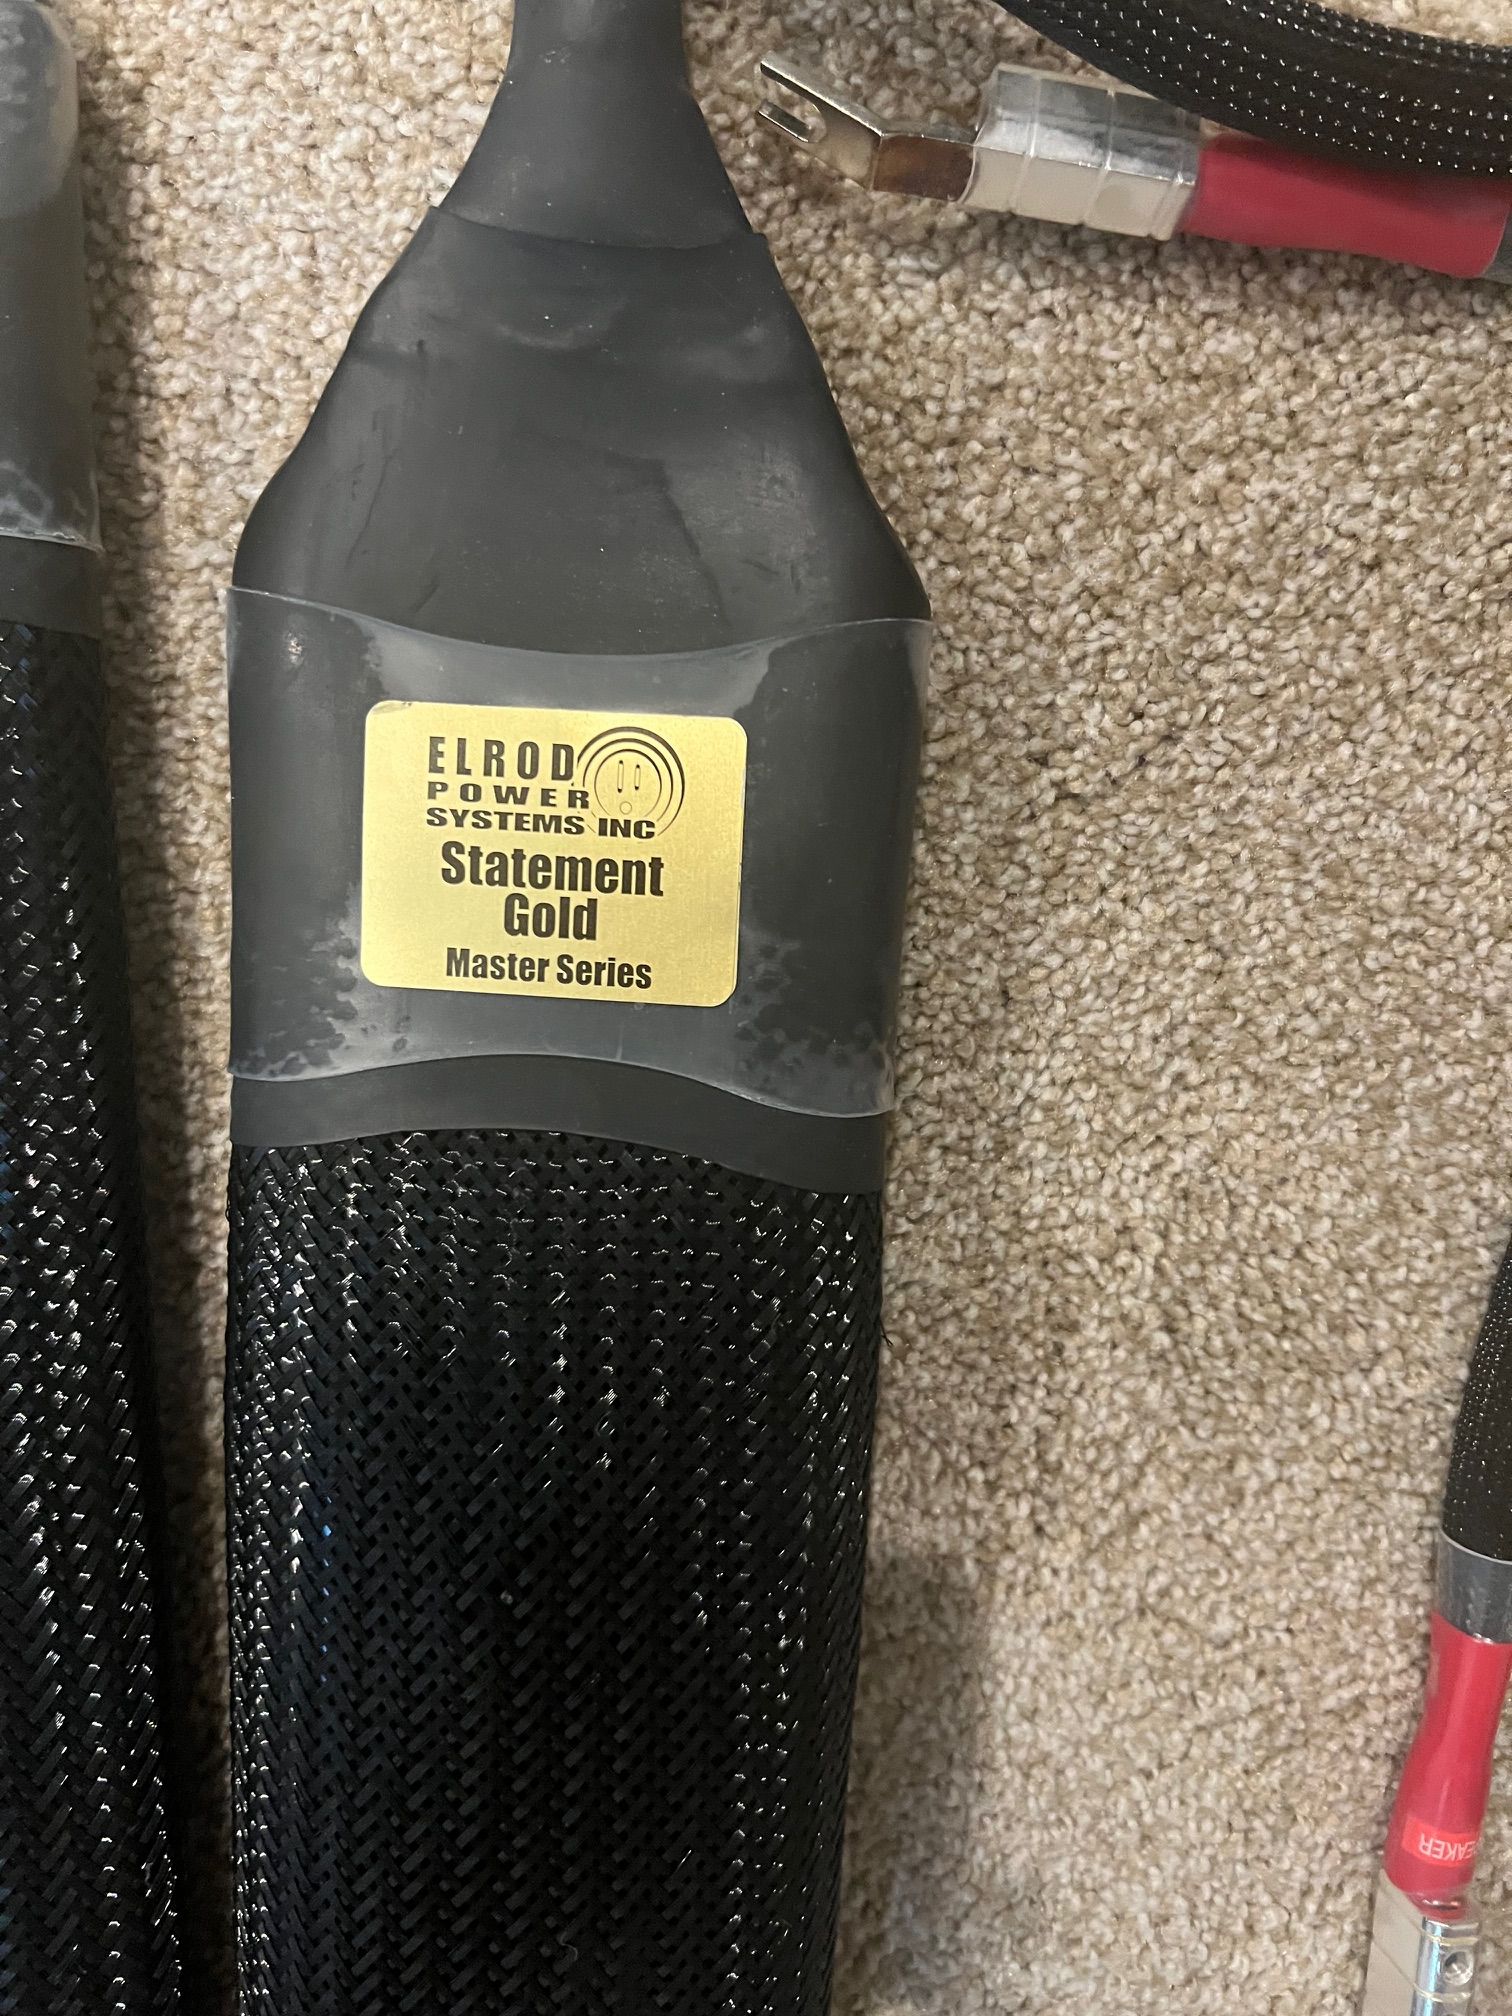 ELROD
POWER
SYSTEMS INC
Statement
Gold
Master Series